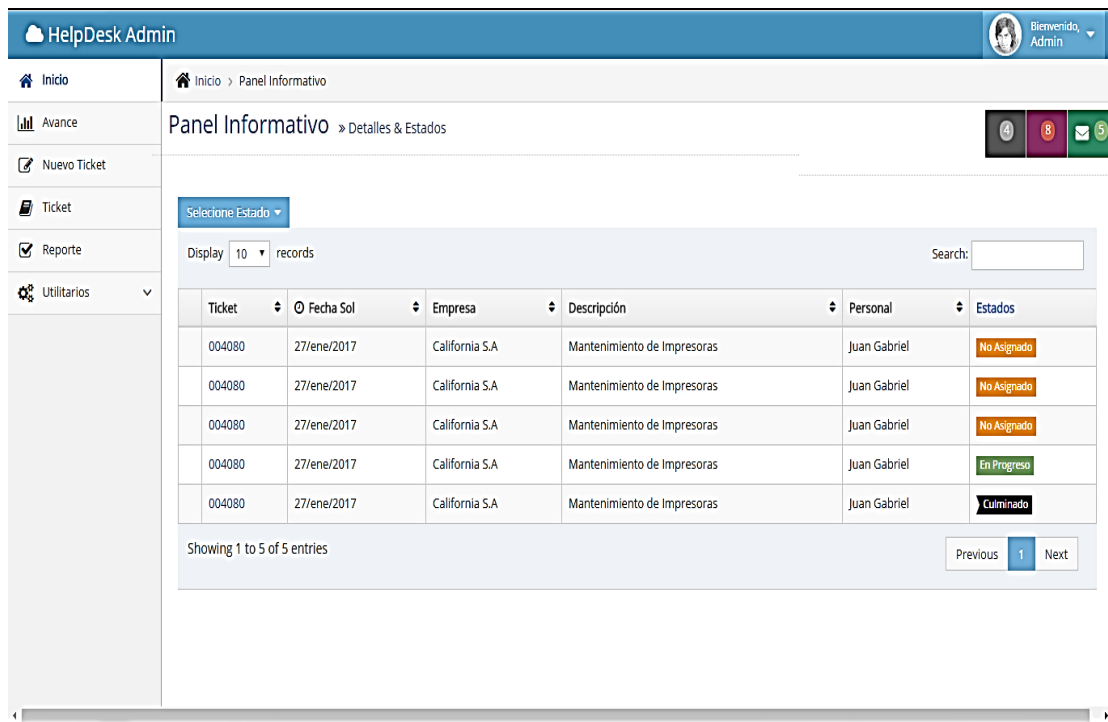 HelpDesk Admin
Bienvenido,
Admin
Inicio
Inicio > Panel Informativo
Avance
Panel Informativo » Detalles & Estados
4 8 5
Nuevo Ticket
Ticket
Reporte
Utilitarios
Selecione Estado
Display 10 records
Search:
Ticket Fecha Sol Empresa Descripción Personal Estados
004080 27/ene/2017 California S.A Mantenimiento de Impresoras Juan Gabriel No Asignado
004080 27/ene/2017 California S.A Mantenimiento de Impresoras Juan Gabriel No Asignado
004080 27/ene/2017 California S.A Mantenimiento de Impresoras Juan Gabriel No Asignado
004080 27/ene/2017 California S.A Mantenimiento de Impresoras Juan Gabriel En Progreso
004080 27/ene/2017 California S.A Mantenimiento de Impresoras Juan Gabriel Culminado
Showing 1 to 5 of 5 entries
Previous 1 Next